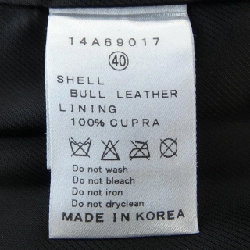 14A69017
40
SHELL
BULL LEATHER
LINING
100% CUPRA
Do not wash
Do not bleach
Do not iron
Do not dryclean
MADE IN KOREA